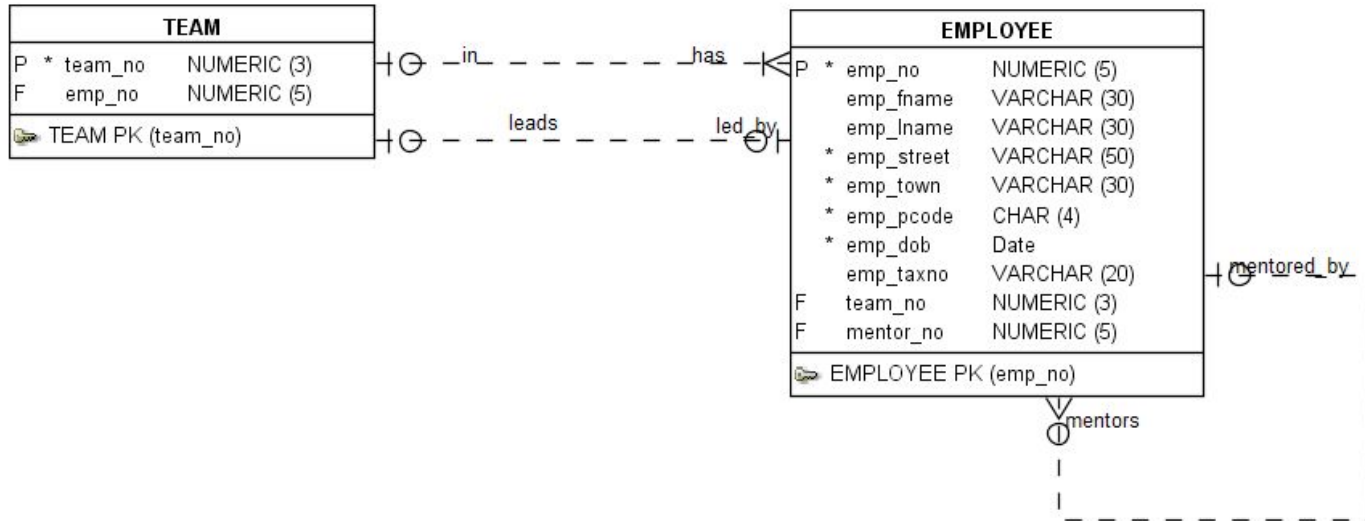 TEAM
P * team_no NUMERIC (3)
F emp_no NUMERIC (5)
TEAM PK (team_no)
in
has
leads
led_by
EMPLOYEE
P * emp_no NUMERIC (5)
emp_fname VARCHAR (30)
emp_lname VARCHAR (30)
* emp_street VARCHAR (50)
* emp_town VARCHAR (30)
* emp_pcode CHAR (4)
* emp_dob Date
emp_taxno VARCHAR (20)
F team_no NUMERIC (3)
F mentor_no NUMERIC (5)
EMPLOYEE PK (emp_no)
mentored_by
mentors